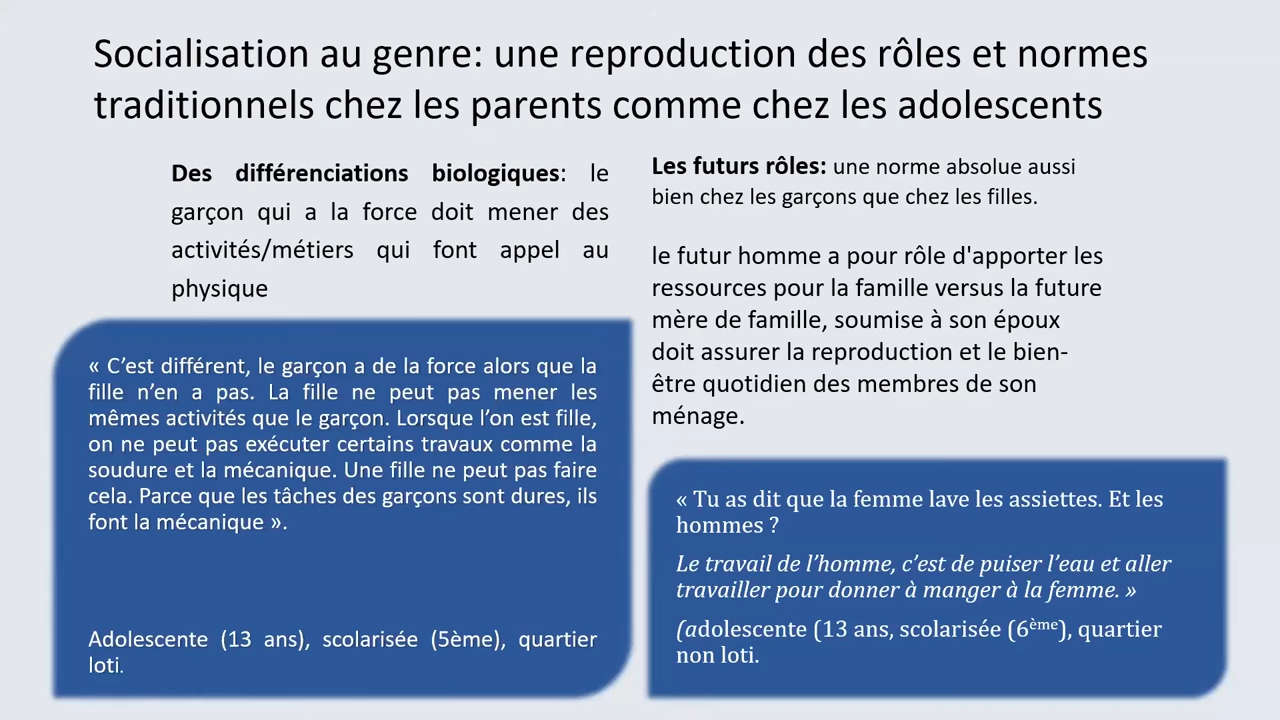 Socialisation au genre: une reproduction des rôles et normes
traditionnels chez les parents comme chez les adolescents
Des différenciations biologiques: le
garçon qui a la force doit mener des
activités/métiers qui font appel au
physique
« C’est différent, le garçon a de la force alors que la
fille n’en a pas. La fille ne peut pas mener les
mêmes activités que le garçon. Lorsque l’on est fille,
on ne peut pas exécuter certains travaux comme la
soudure et la mécanique. Une fille ne peut pas faire
cela. Parce que les tâches des garçons sont dures, ils
font la mécanique ».
Adolescente (13 ans), scolarisée (5ème), quartier
loti.
Les futurs rôles: une norme absolue aussi
bien chez les garçons que chez les filles.
le futur homme a pour rôle d'apporter les
ressources pour la famille versus la future
mère de famille, soumise à son époux
doit assurer la reproduction et le bien-
être quotidien des membres de son
ménage.
« Tu as dit que la femme lave les assiettes. Et les
hommes ?
Le travail de l’homme, c’est de puiser l’eau et aller
travailler pour donner à manger à la femme. »
(adolescente (13 ans, scolarisée (6ème), quartier
non loti.